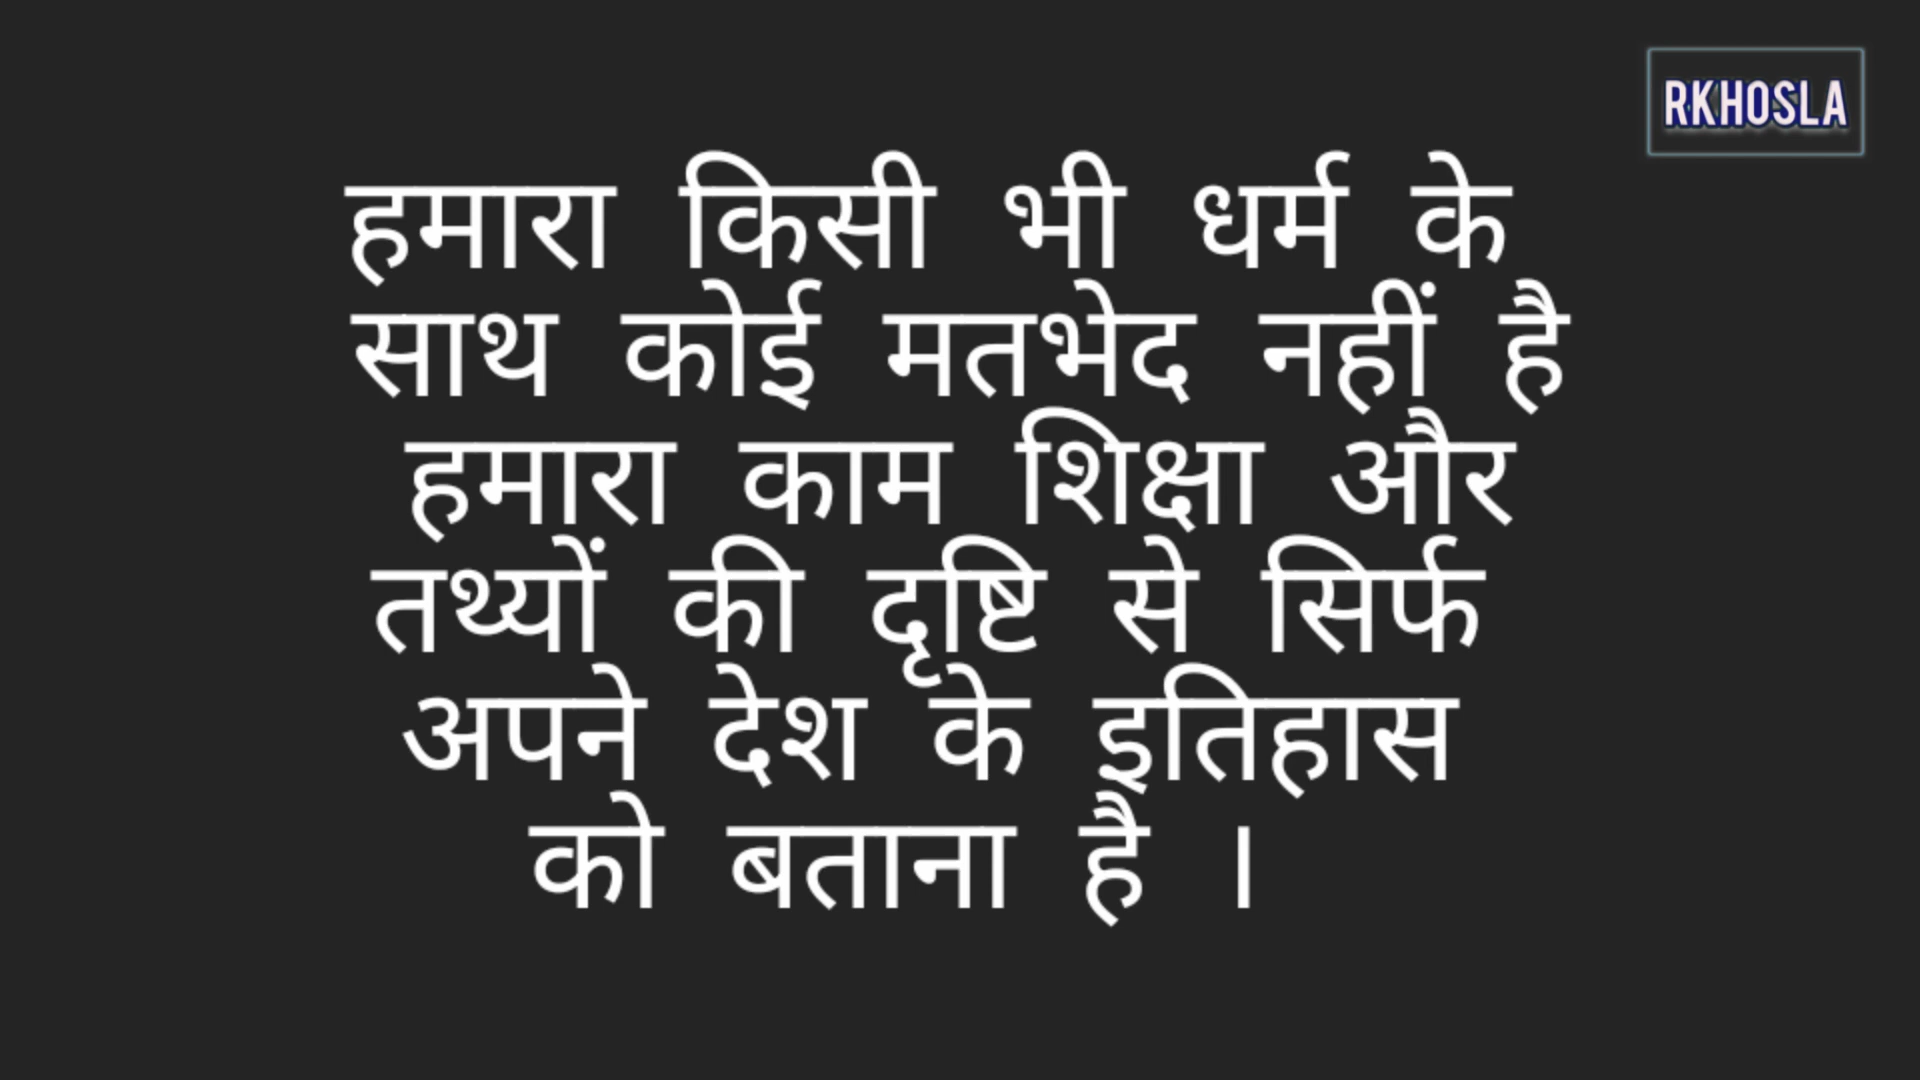 RKHOSLA
हमारा किसी भी धर्म के
साथ कोई मतभेद नहीं है
हमारा काम शिक्षा और
तथ्यों की दृष्टि से सिर्फ
अपने देश के इतिहास
को बताना है ।